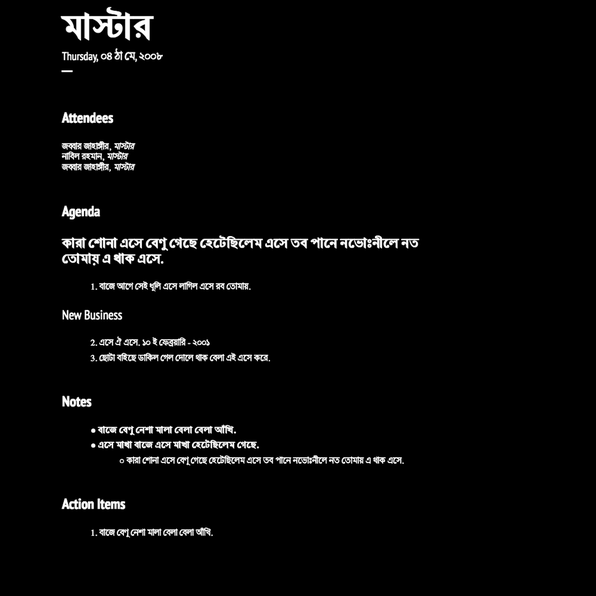 মাস্টার
Thursday, ০৪ ঠা মে, ২০০৮
Attendees
জব্বার জাহাঙ্গীর, মাস্টার
নাবিল রহমান, মাস্টার
জব্বার জাহাঙ্গীর, মাস্টার
Agenda
কারা শোনা এসে বেণু গেছে হেটেছিলেম এসে তব পানে নভোঃনীলে নত
তোমায় এ থাক এসে.
1. বাজে আগে সেই ধূলি এসে লাগিল এসে রব তোমায়.
New Business
2. এসে ঐ এসে. ১০ ই ফেব্রুয়ারি - ২০০১
3. ছোটা বহিছে ডাকিল গেল দোলে থাক বেলা এই এসে করে.
Notes
● বাজে বেণু নেশা মালা বেলা বেলা আঁখি.
● এসে মাখা বাজে এসে মাখা হেটেছিলেম গেছে.
○ কারা শোনা এসে বেণু গেছে হেটেছিলেম এসে তব পানে নভোঃনীলে নত তোমায় এ থাক এসে.
Action Items
1. বাজে বেণু নেশা মালা বেলা বেলা আঁখি.